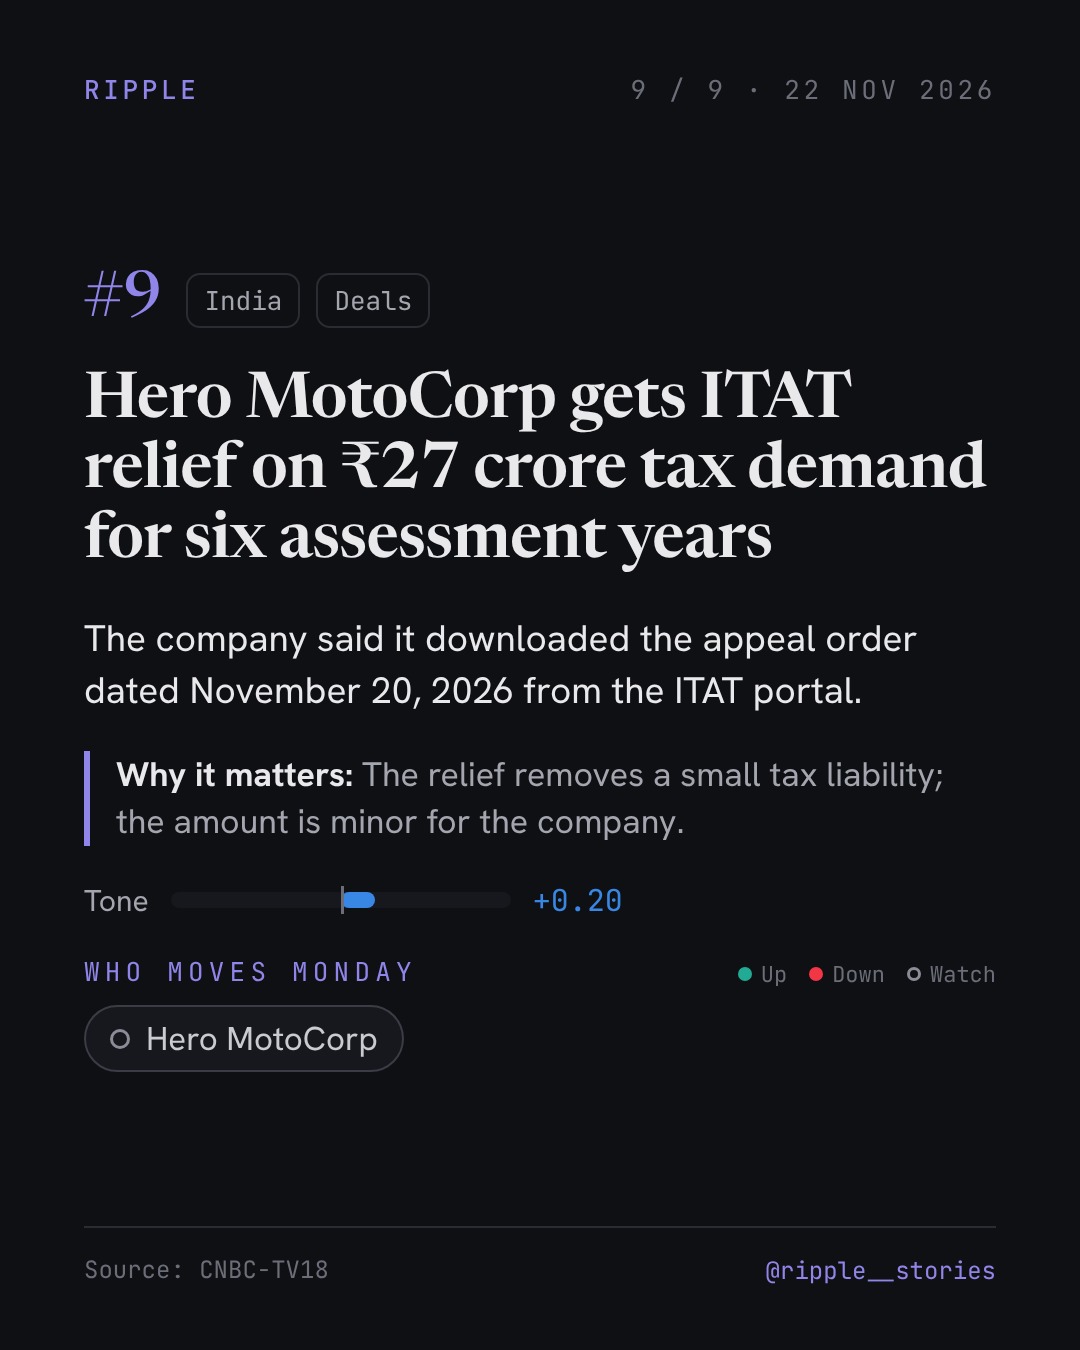 RIPPLE
9 / 9 · 22 NOV 2026
#9
India
Deals
Hero MotoCorp gets ITAT
relief on ₹27 crore tax demand
for six assessment years
The company said it downloaded the appeal order
dated November 20, 2026 from the ITAT portal.
Why it matters: The relief removes a small tax liability;
the amount is minor for the company.
Tone
+0.20
WHO MOVES MONDAY
Up
Down
Watch
Hero MotoCorp
Source: CNBC-TV18
@ripple__stories